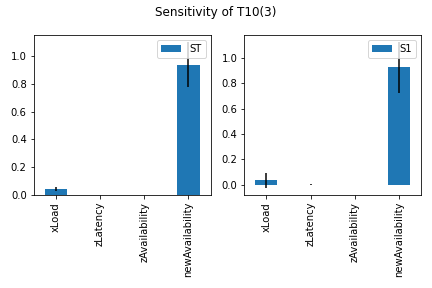 Sensitivity of T10(3)
ST
1.0
0.8
0.6
0.4
0.2
0.0
xLoad
zLatency
zAvailability
newAvailability
S1
1.0
0.8
0.6
0.4
0.2
0.0
xLoad
zLatency
zAvailability
newAvailability